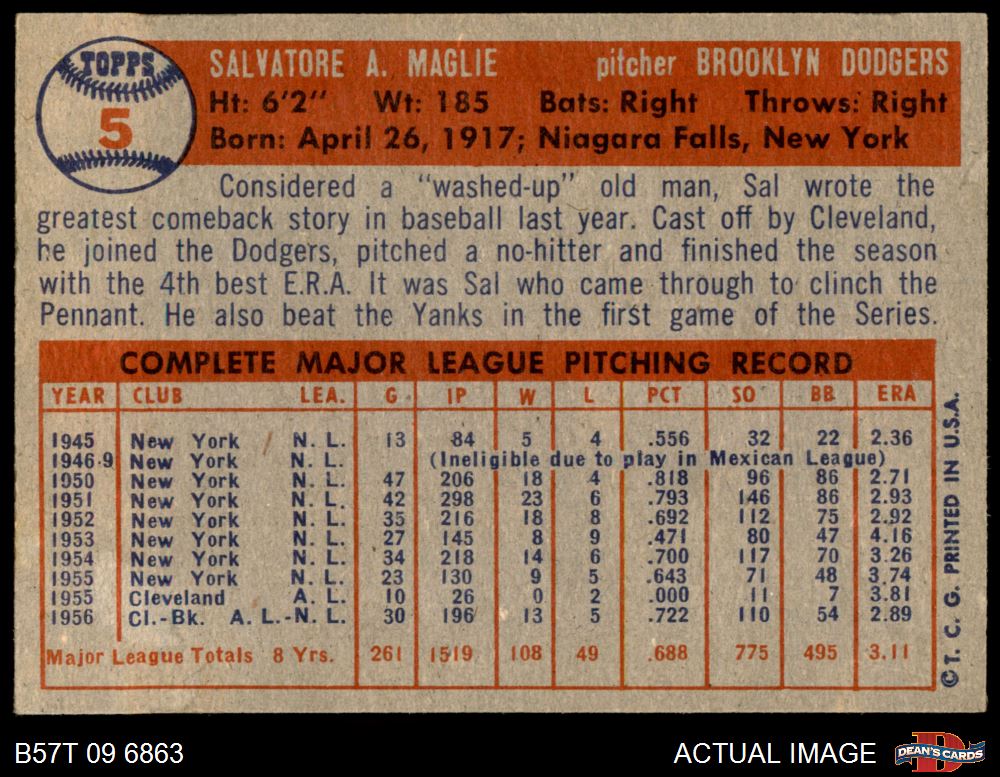 TOPPS
5
SALVATORE A. MAGLIE pitcher BROOKLYN DODGERS
Ht: 6'2" Wt: 185 Bats: Right Throws: Right
Born: April 26, 1917; Niagara Falls, New York
Considered a "washed-up" old man, Sal wrote the
greatest comeback story in baseball last year. Cast off by Cleveland,
he joined the Dodgers, pitched a no-hitter and finished the season
with the 4th best E.R.A. It was Sal who came through to clinch the
Pennant. He also beat the Yanks in the first game of the Series.
COMPLETE MAJOR LEAGUE PITCHING RECORD
YEAR CLUB LEA. G IP W L PCT SO BB ERA
1945 New York N. L. 13 84 5 4 .556 32 22 2.36
1946-9 New York N. L. (Ineligible due to play in Mexican League)
1950 New York N. L. 47 206 18 4 .818 96 86 2.71
1951 New York N. L. 42 298 23 6 .793 146 86 2.93
1952 New York N. L. 35 216 18 8 .692 112 75 2.92
1953 New York N. L. 27 145 8 9 .471 80 47 4.16
1954 New York N. L. 34 218 14 6 .700 117 70 3.26
1955 New York N. L. 23 130 9 5 .643 71 48 3.74
1955 Cleveland A. L. 10 26 0 2 .000 11 7 3.81
1956 Cl.-Bk. A. L.-N. L. 30 196 13 5 .722 110 54 2.89
Major League Totals 8 Yrs. 261 1519 108 49 .688 775 495 3.11
© T. C. G. PRINTED IN U.S.A.
B57T 09 6863 ACTUAL IMAGE
D
DEAN'S CARDS